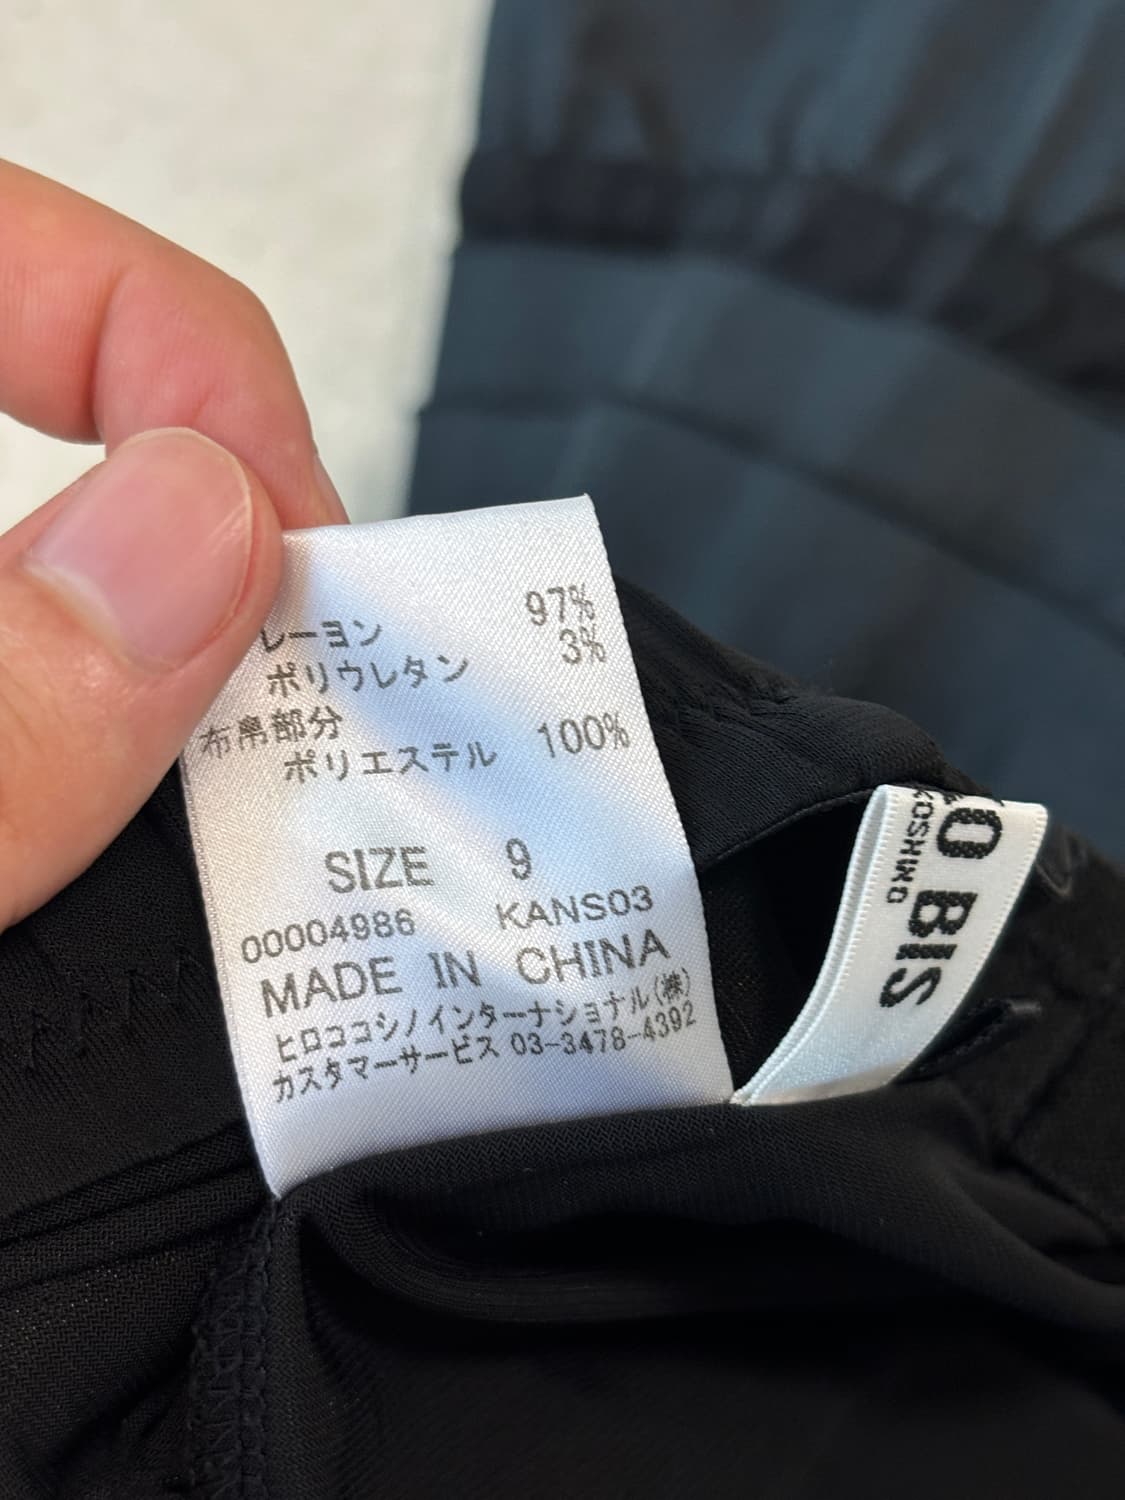 レーヨン 97%
ポリウレタン 3%
布帛部分
ポリエステル 100%
SIZE 9
00004986 KANS03
MADE IN CHINA
ヒロココシノインターナショナル(株)
カスタマーサービス 03-3478-4392
KO BIS
KOSHINO